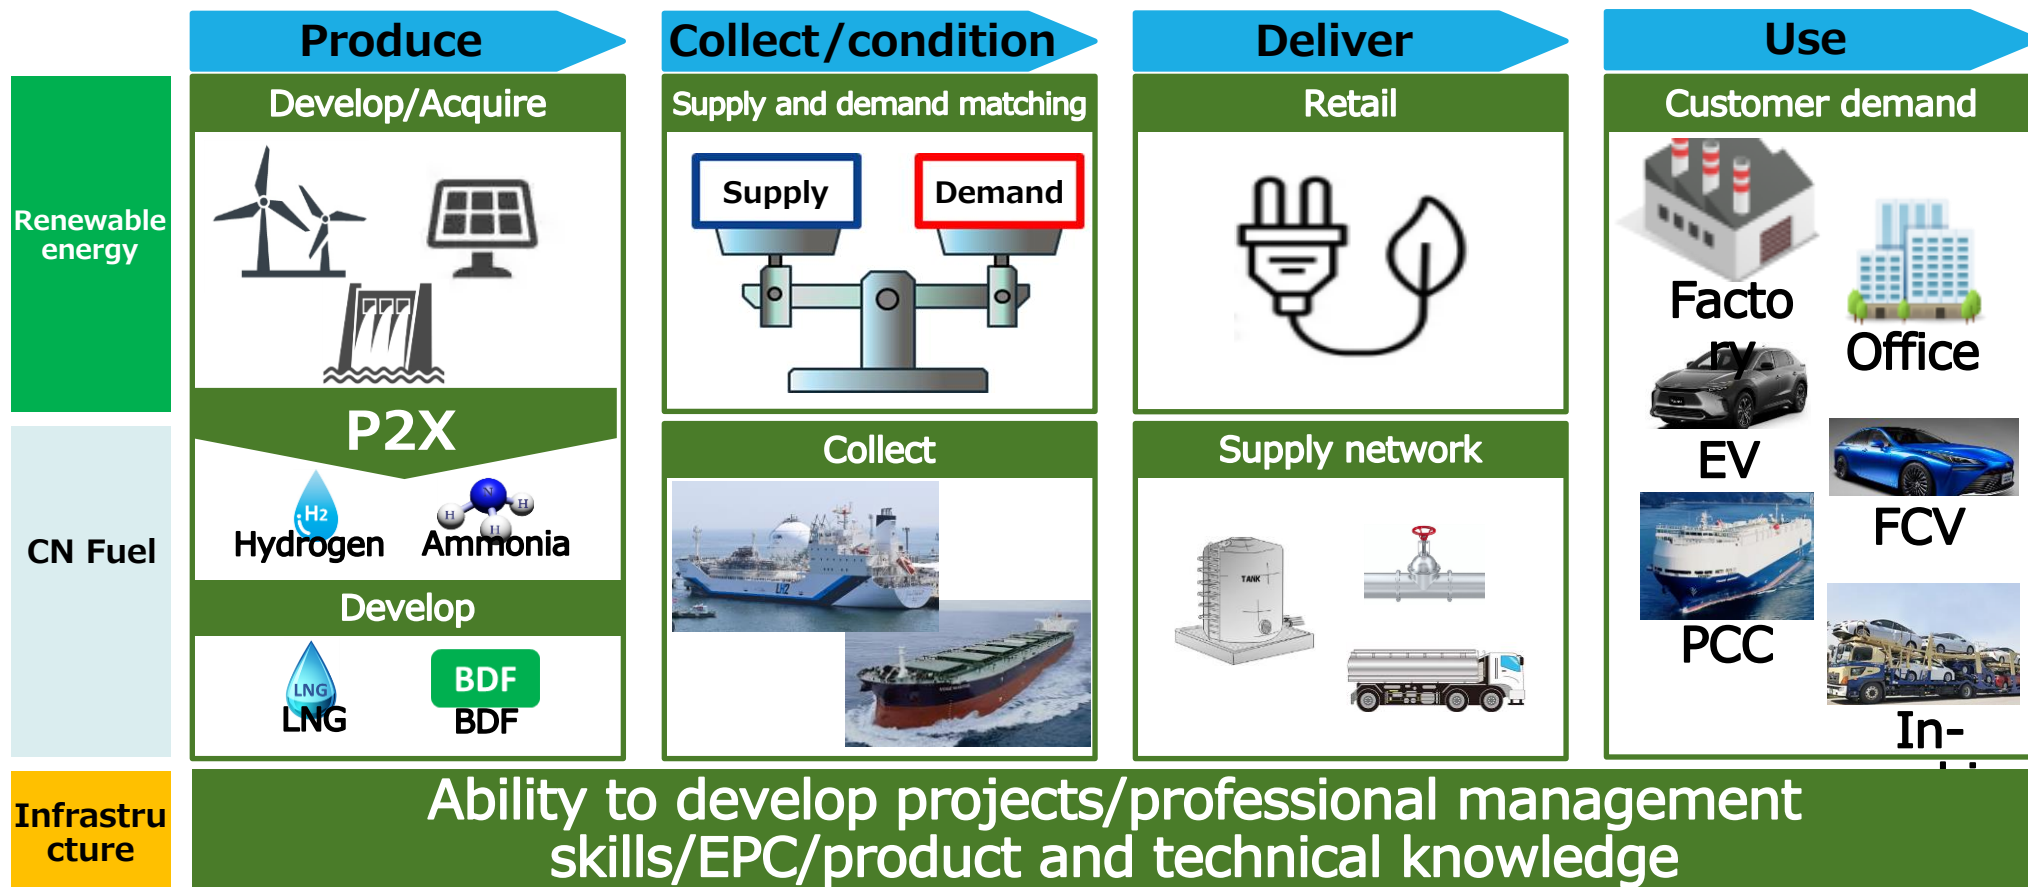 Produce
Collect/condition
Deliver
Use
Renewable
energy
Develop/Acquire
Supply and demand matching
Supply
Demand
Retail
Customer demand
Facto
ry
Office
EV
FCV
PCC
In-
P2X
CN Fuel
H2
Hydrogen
N
H
H
H
Ammonia
Develop
LNG
LNG
BDF
BDF
Collect
LH2
Supply network
TANK
Infrastru
cture
Ability to develop projects/professional management
skills/EPC/product and technical knowledge